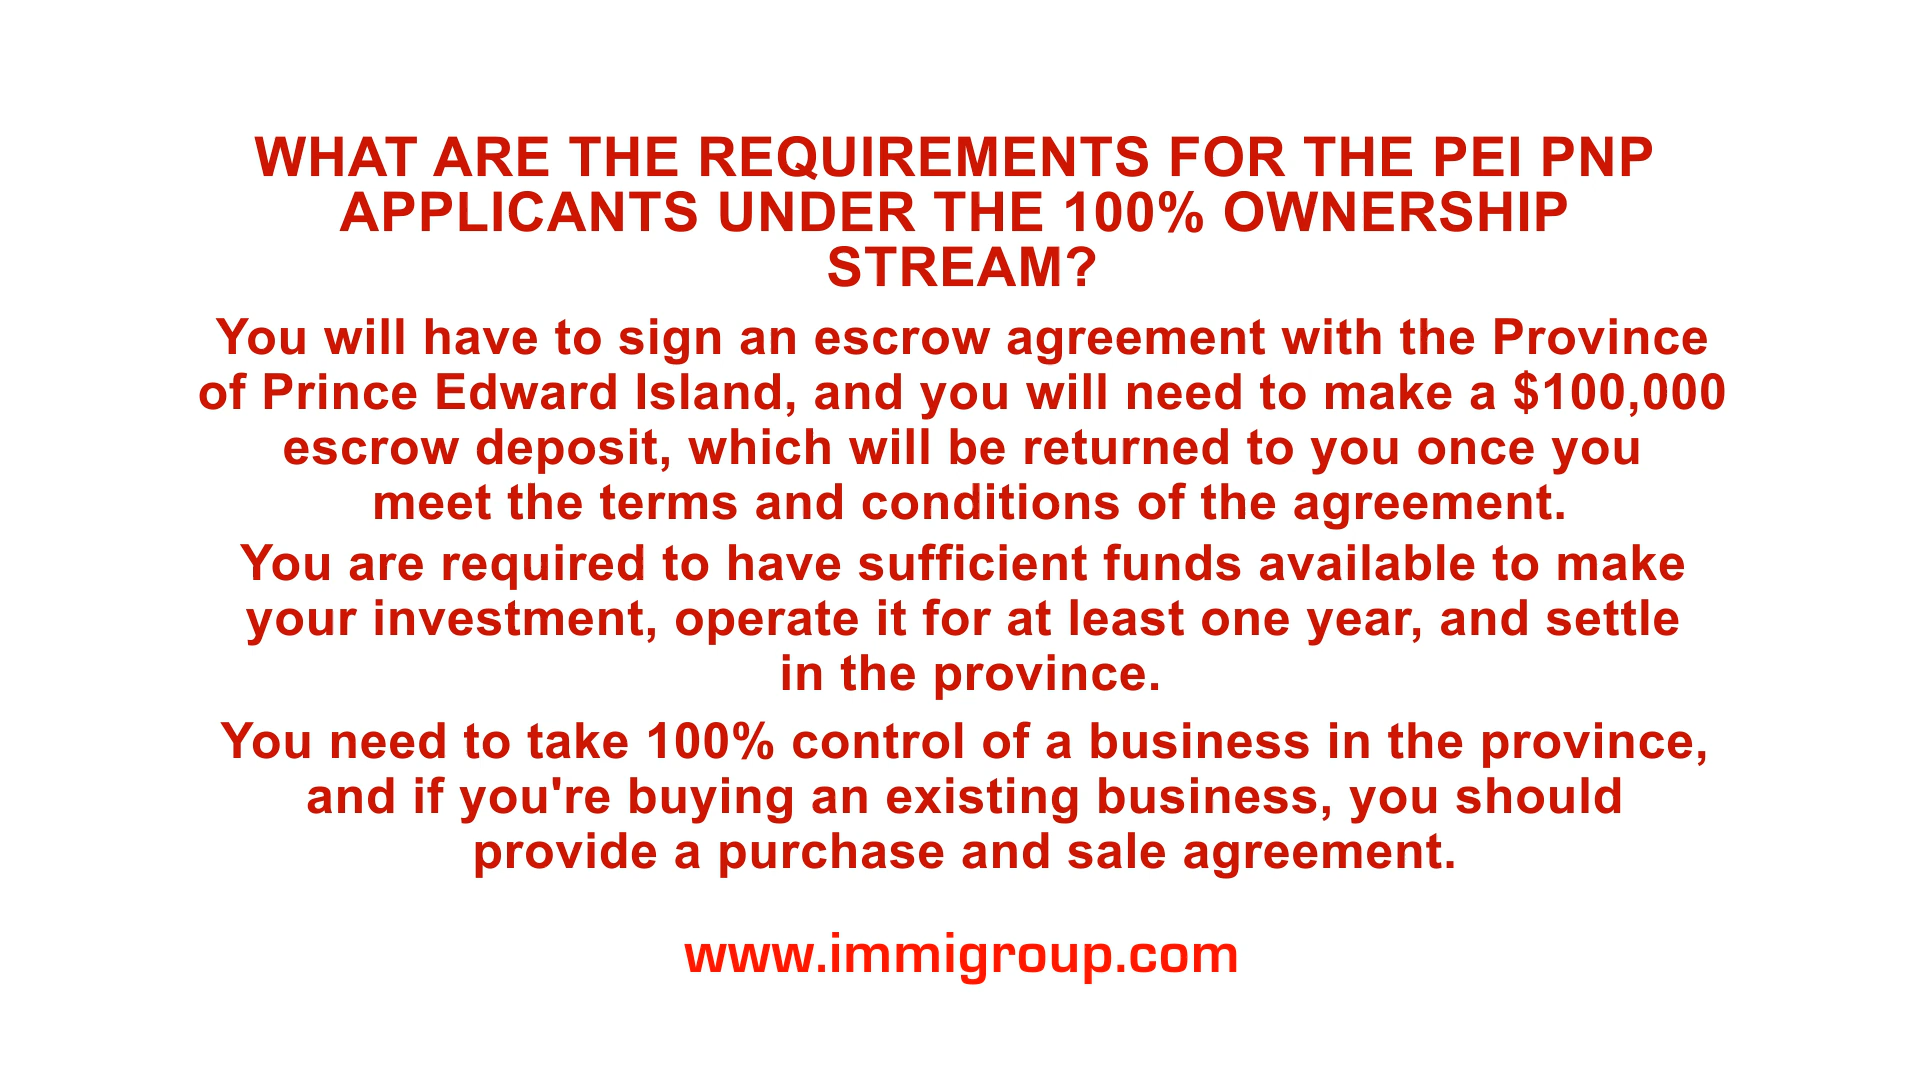 WHAT ARE THE REQUIREMENTS FOR THE PEI PNP
APPLICANTS UNDER THE 100% OWNERSHIP
STREAM?
You will have to sign an escrow agreement with the Province
of Prince Edward Island, and you will need to make a $100,000
escrow deposit, which will be returned to you once you
meet the terms and conditions of the agreement.
You are required to have sufficient funds available to make
your investment, operate it for at least one year, and settle
in the province.
You need to take 100% control of a business in the province,
and if you're buying an existing business, you should
provide a purchase and sale agreement.
www.immigroup.com